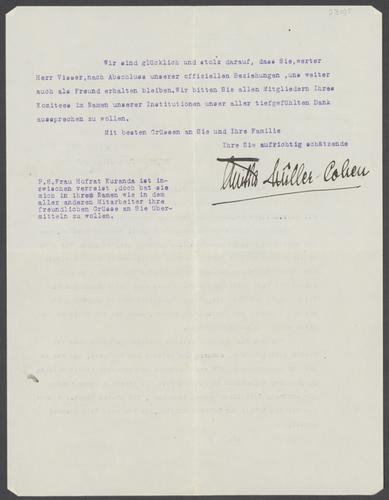 Wir sind glücklich und stolz darauf, dass Sie,werter
Herr Visser,nach Abschluss unserer offiziellen Beziehungen ,uns weiter
auch als Freund erhalten bleiben.Wir bitten Sie allen Mitgliedern Ihres
Komitees im Namen unserer Institutionen unser aller tiefgefühlten Dank
aussprechen zu wollen.
Mit besten Grüssen an Sie und Ihre Familie
Ihre Sie aufrichtig schätzende
Anitta Müller-Cohen
P.S.Frau Hofrat Kuranda ist in-
zwischen verreist ,doch bat sie
mich in ihrem Namen wie in dem
aller anderen Mitarbeiter ihre
freundlichen Grüsse an Sie über-
mitteln zu wollen.